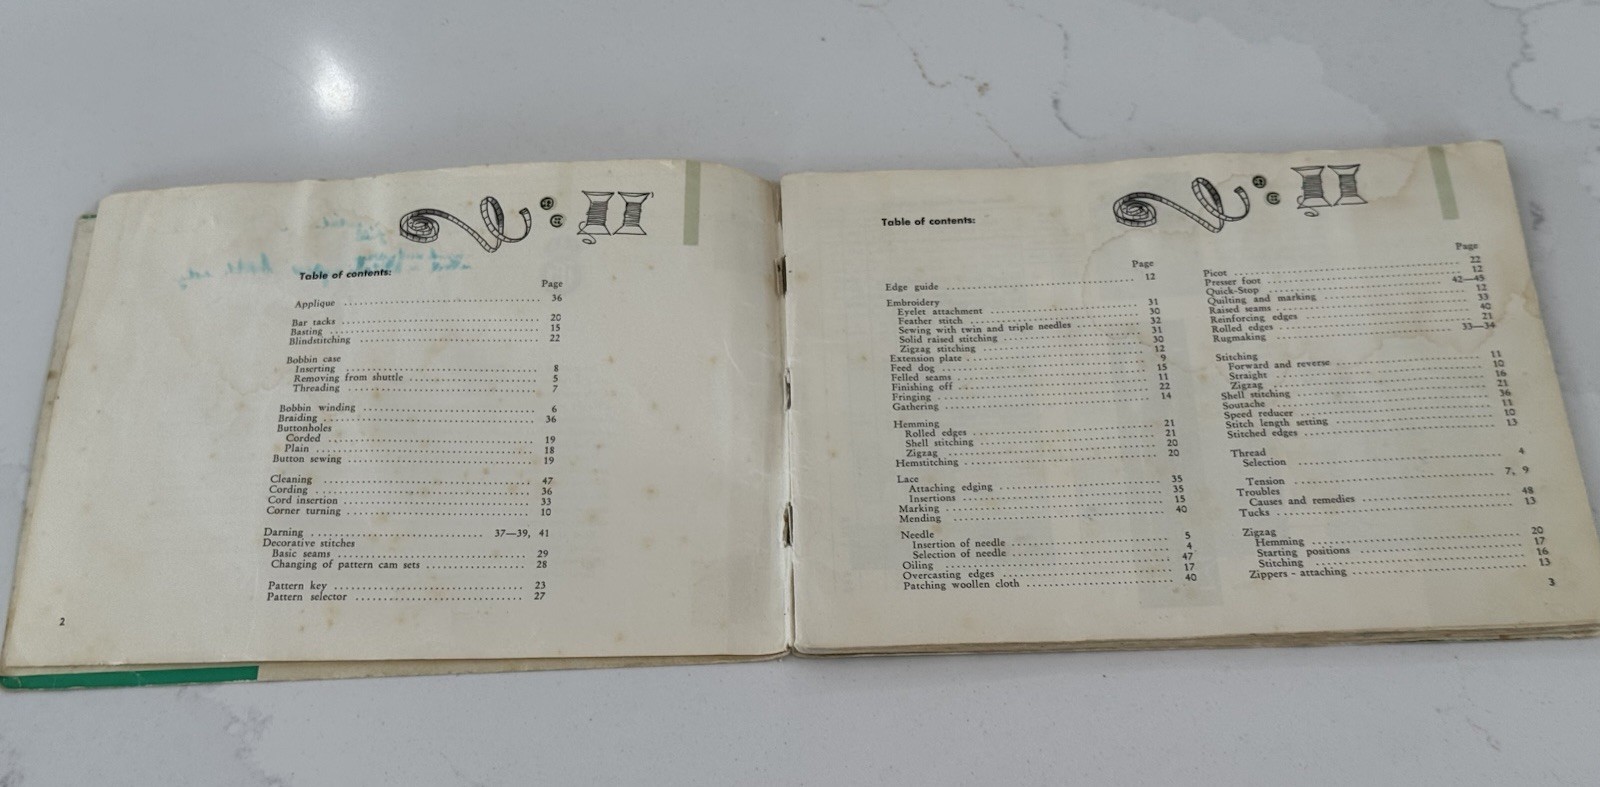 Table of contents:
Page
Applique 36
Bar tacks 20
Basting 15
Blindstitching 22
Bobbin case
Inserting 8
Removing from shuttle 5
Threading 7
Bobbin winding 6
Braiding 36
Buttonholes
Corded 19
Plain 18
Button sewing 19
Cleaning 47
Cording 36
Cord insertion 33
Corner turning 10
Darning 37—39, 41
Decorative stitches
Basic seams 29
Changing of pattern cam sets 28
Pattern key 23
Pattern selector 27
2
Table of contents:
Page
Edge guide 12
Embroidery
Eyelet attachment 31
Feather stitch 30
Sewing with twin and triple needles 32
Solid raised stitching 31
Zigzag stitching 30
Extension plate 12
Feed dog 9
Felled seams 15
Finishing off 11
Fringing 22
Gathering 14
Hemming
Rolled edges 21
Shell stitching 21
Zigzag 20
Hemstitching 20
Lace
Attaching edging 35
Insertions 35
Marking 15
Mending 40
Needle
Insertion of needle 5
Selection of needle 4
Oiling 47
Overcasting edges 17
Patching woollen cloth 40
Page
Picot 22
Presser foot 12
Quick-Stop 42—45
Quilting and marking 12
Raised seams 33
Reinforcing edges 40
Rolled edges 21
Rugmaking 33—34
Stitching
Forward and reverse 11
Straight 10
Zigzag 16
Shell stitching 21
Soutache 36
Speed reducer 11
Stitch length setting 10
Stitched edges 13
Thread
Selection 4
Tension 7, 9
Troubles
Causes and remedies 48
Tucks 13
Zigzag
Hemming 20
Starting positions 17
Stitching 16
Zippers - attaching 13
3